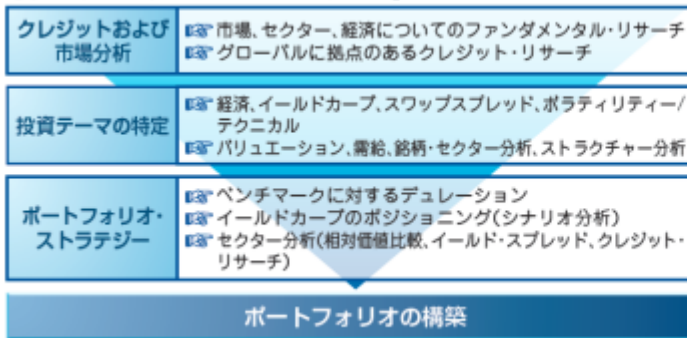 クレジットおよび
市場分析
☞市場、セクター、経済についてのファンダメンタル・リサーチ
☞グローバルに拠点のあるクレジット・リサーチ
投資テーマの特定
☞経済、イールドカーブ、スワップスプレッド、ボラティリティー/
テクニカル
☞バリュエーション、需給、銘柄・セクター分析、ストラクチャー分析
ポートフォリオ・
ストラテジー
☞ベンチマークに対するデュレーション
☞イールドカーブのポジショニング(シナリオ分析)
☞セクター分析(相対価値比較、イールド・スプレッド、クレジット・
リサーチ)
ポートフォリオの構築